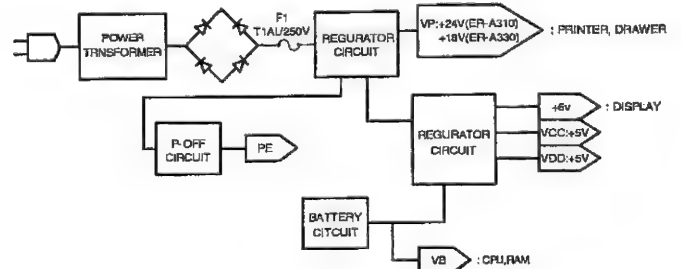 POWER
TRNSFORMER
F1
T1AL/250V
REGURATOR
CIRCUIT
VP:+24V(ER-A310)
+18V(ER-A330)
: PRINTER, DRAWER
P-OFF
CIRCUIT
PE
REGURATOR
CIRCUIT
+6v
: DISPLAY
VCC:+5V
VDD:+5V
BATTERY
CITCUIT
VB
: CPU,RAM